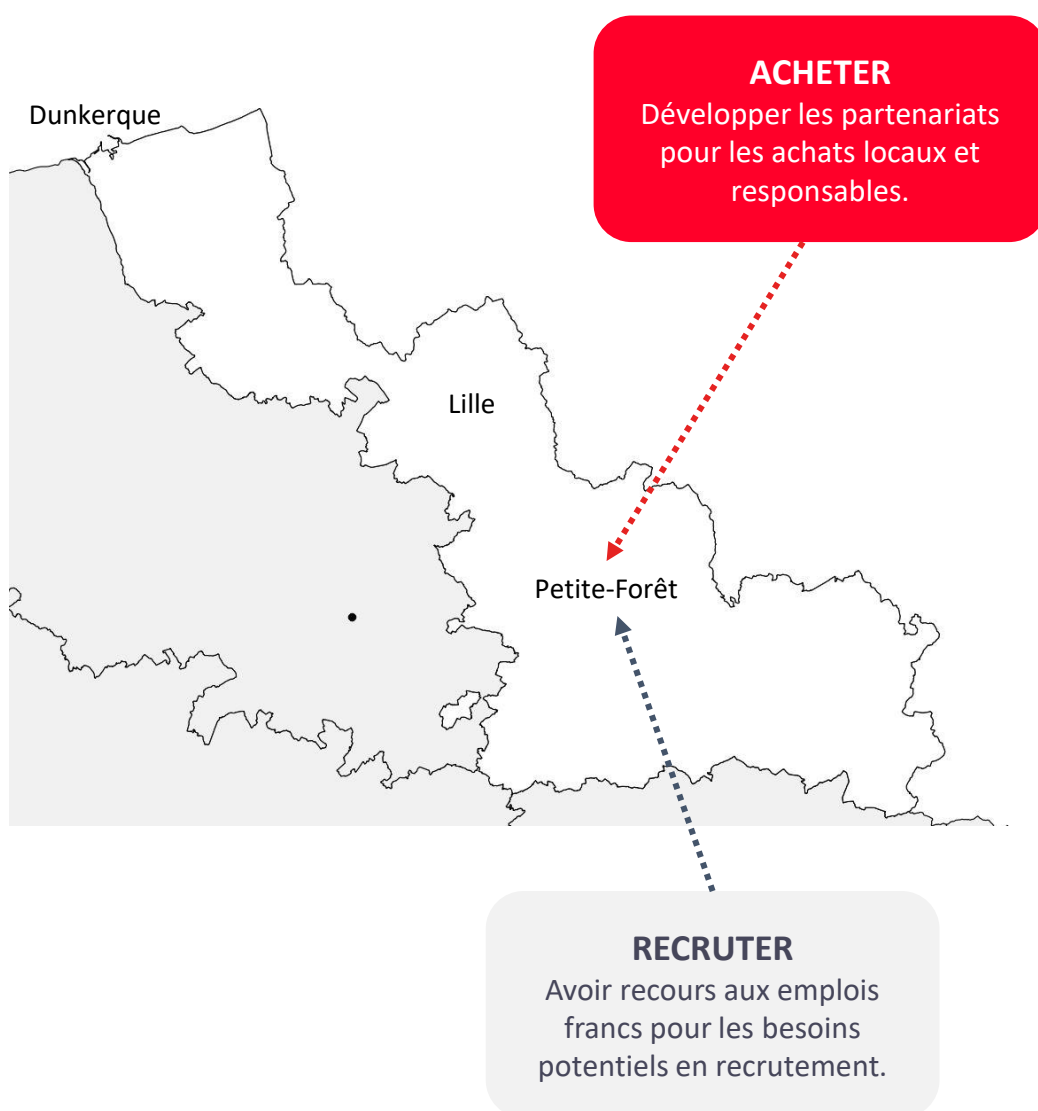 ACHETER
Développer les partenariats
pour les achats locaux et
responsables.
Dunkerque
Lille
Petite-Forêt
RECRUTER
Avoir recours aux emplois
francs pour les besoins
potentiels en recrutement.